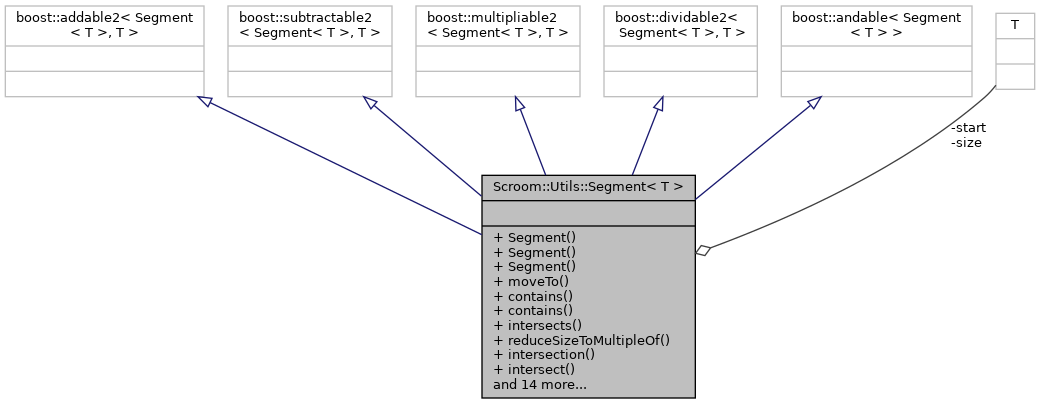 boost::addable2< Segment
< T >, T >
boost::subtractable2
< Segment< T >, T >
boost::multipliable2
< Segment< T >, T >
boost::dividable2<
Segment< T >, T >
boost::andable< Segment
< T > >
T
-start
-size
Scroom::Utils::Segment< T >
+ Segment()
+ Segment()
+ Segment()
+ moveTo()
+ contains()
+ contains()
+ intersects()
+ reduceSizeToMultipleOf()
+ intersection()
+ intersect()
and 14 more...